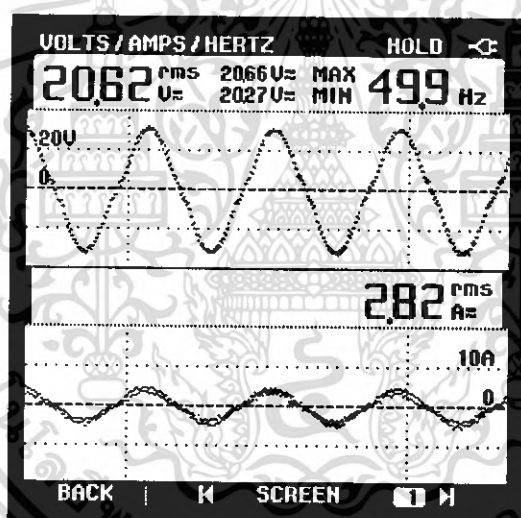 VOLTS/AMPS/HERTZ HOLD
20.62 rms V≂ 20.66 V≂ MAX 20.27 V≂ MIN 49.9 Hz
20V
0
2.82 rms A≂
10A
0
BACK SCREEN 1